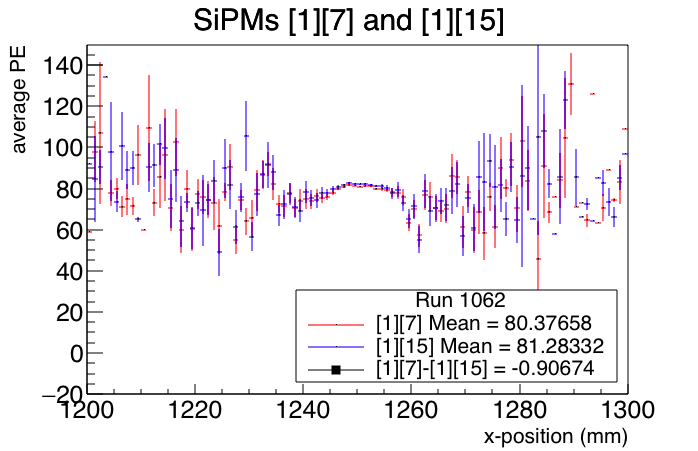 SiPMs [1][7] and [1][15]
average PE
140
120
100
80
60
40
20
0
−20
Run 1062
[1][7] Mean = 80.37658
[1][15] Mean = 81.28332
[1][7]-[1][15] = -0.90674
1200 1220 1240 1260 1280 1300
x-position (mm)